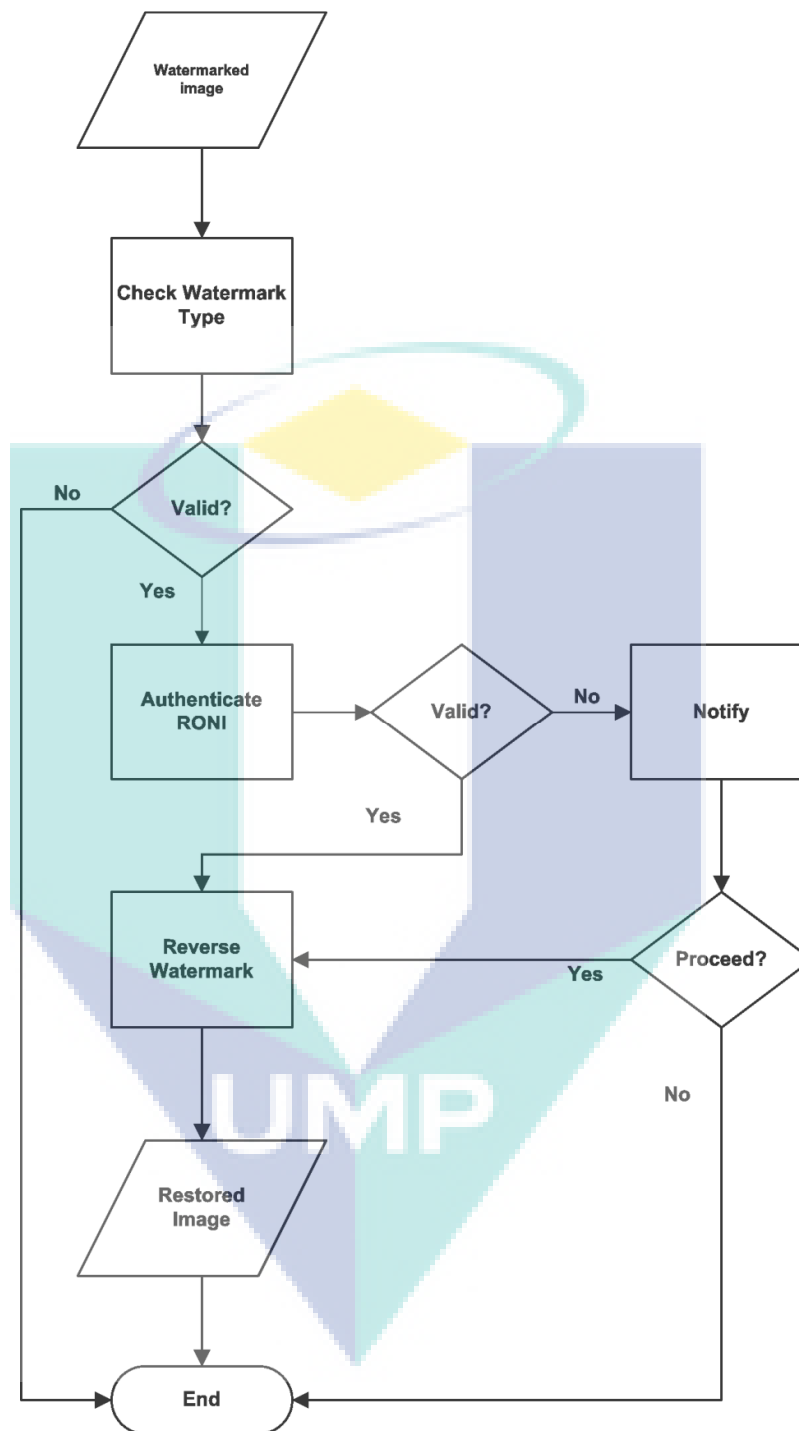 Watermarked
image
Check Watermark
Type
No
Valid?
Yes
Authenticate
RONI
Valid?
No
Notify
Yes
Reverse
Watermark
Yes
Proceed?
No
UMP
Restored
Image
End